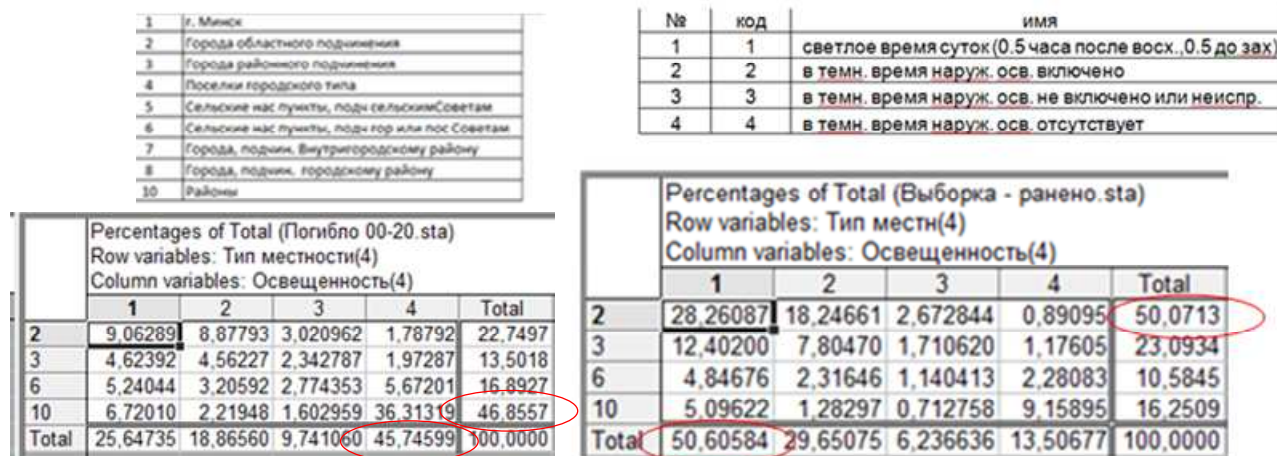 1 г. Минск
2 Города областного подчинения
3 Города районного подчинения
4 Поселки городского типа
5 Сельские нас пункты, подч сельскимСоветам
6 Сельские нас пункты, подч гор или пос Советам
7 Города, подчин. Внутригородскому району
8 Города, подчин. городскому району
10 Районы
№ код имя
1 1 светлое время суток (0.5 часа после восх.,0.5 до зах)
2 2 в темн. время наруж. осв. включено
3 3 в темн. время наруж. осв. не включено или неиспр.
4 4 в темн. время наруж. осв. отсутствует
Percentages of Total (Погибло 00-20.sta)
Row variables: Тип местности(4)
Column variables: Освещенность(4)
1 2 3 4 Total
2 9,06289 8,87793 3,020962 1,78792 22,7497
3 4,62392 4,56227 2,342787 1,97287 13,5018
6 5,24044 3,20592 2,774353 5,67201 16,8927
10 6,72010 2,21948 1,602959 36,31319 46,8557
Total 25,64735 18,86560 9,741060 45,74599 100,0000
Percentages of Total (Выборка - ранено.sta)
Row variables: Тип местн(4)
Column variables: Освещенность(4)
1 2 3 4 Total
2 28,26087 18,24661 2,672844 0,89095 50,0713
3 12,40200 7,80470 1,710620 1,17605 23,0934
6 4,84676 2,31646 1,140413 2,28083 10,5845
10 5,09622 1,28297 0,712758 9,15895 16,2509
Total 50,60584 29,65075 6,236636 13,50677 100,0000